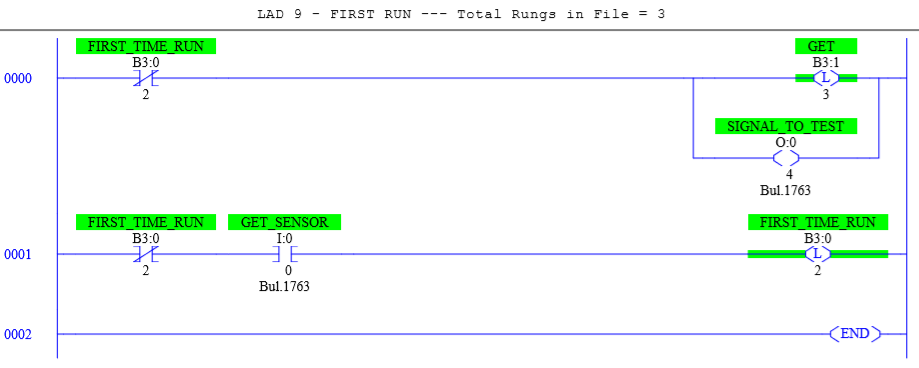 LAD 9 - FIRST RUN --- Total Rungs in File = 3
FIRST_TIME_RUN
B3:0
2
GET
B3:1
L
3
0000
SIGNAL_TO_TEST
O:0
4
Bul.1763
FIRST_TIME_RUN
B3:0
2
GET_SENSOR
I:0
0
Bul.1763
FIRST_TIME_RUN
B3:0
L
2
0001
0002
END